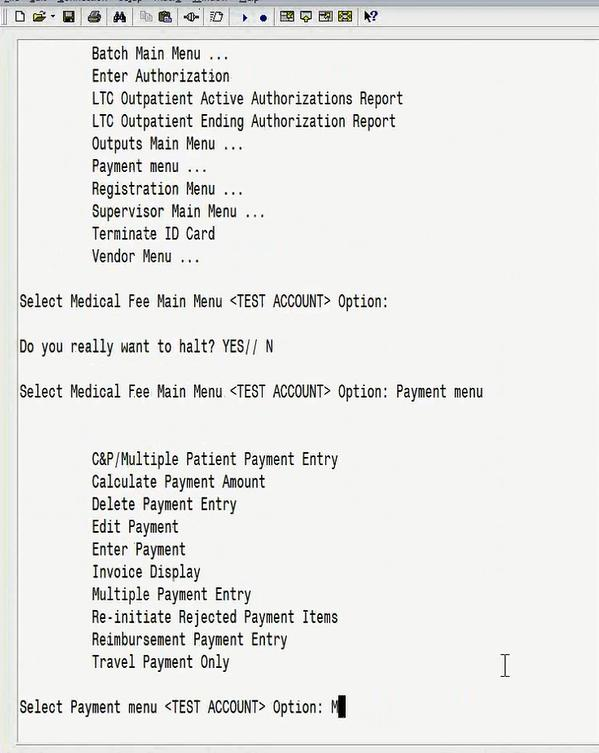 Batch Main Menu ...
Enter Authorization
LTC Outpatient Active Authorizations Report
LTC Outpatient Ending Authorization Report
Outputs Main Menu ...
Payment menu ...
Registration Menu ...
Supervisor Main Menu ...
Terminate ID Card
Vendor Menu ...
Select Medical Fee Main Menu <TEST ACCOUNT> Option:
Do you really want to halt? YES// N
Select Medical Fee Main Menu <TEST ACCOUNT> Option: Payment menu
C&P/Multiple Patient Payment Entry
Calculate Payment Amount
Delete Payment Entry
Edit Payment
Enter Payment
Invoice Display
Multiple Payment Entry
Re-initiate Rejected Payment Items
Reimbursement Payment Entry
Travel Payment Only
Select Payment menu <TEST ACCOUNT> Option: M